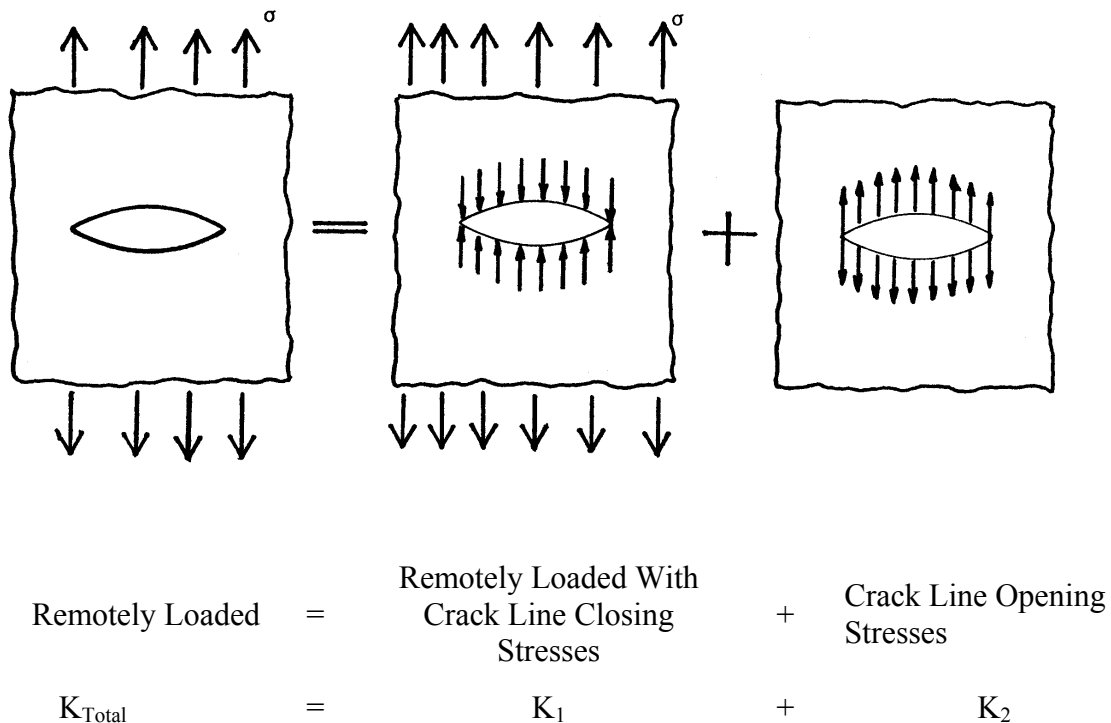 σ
σ
Remotely Loaded = Remotely Loaded With Crack Line Closing Stresses + Crack Line Opening Stresses
K_Total = K_1 + K_2